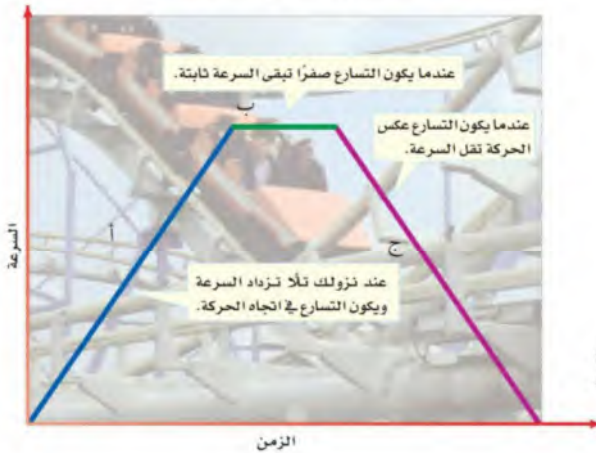 عندما يكون التسارع صفرًا تبقى السرعة ثابتة.
ب
عندما يكون التسارع عكس
الحركة تقل السرعة.
أ
ج
عند نزولك تلًا تزداد السرعة
ويكون التسارع في اتجاه الحركة.
السرعة
الزمن